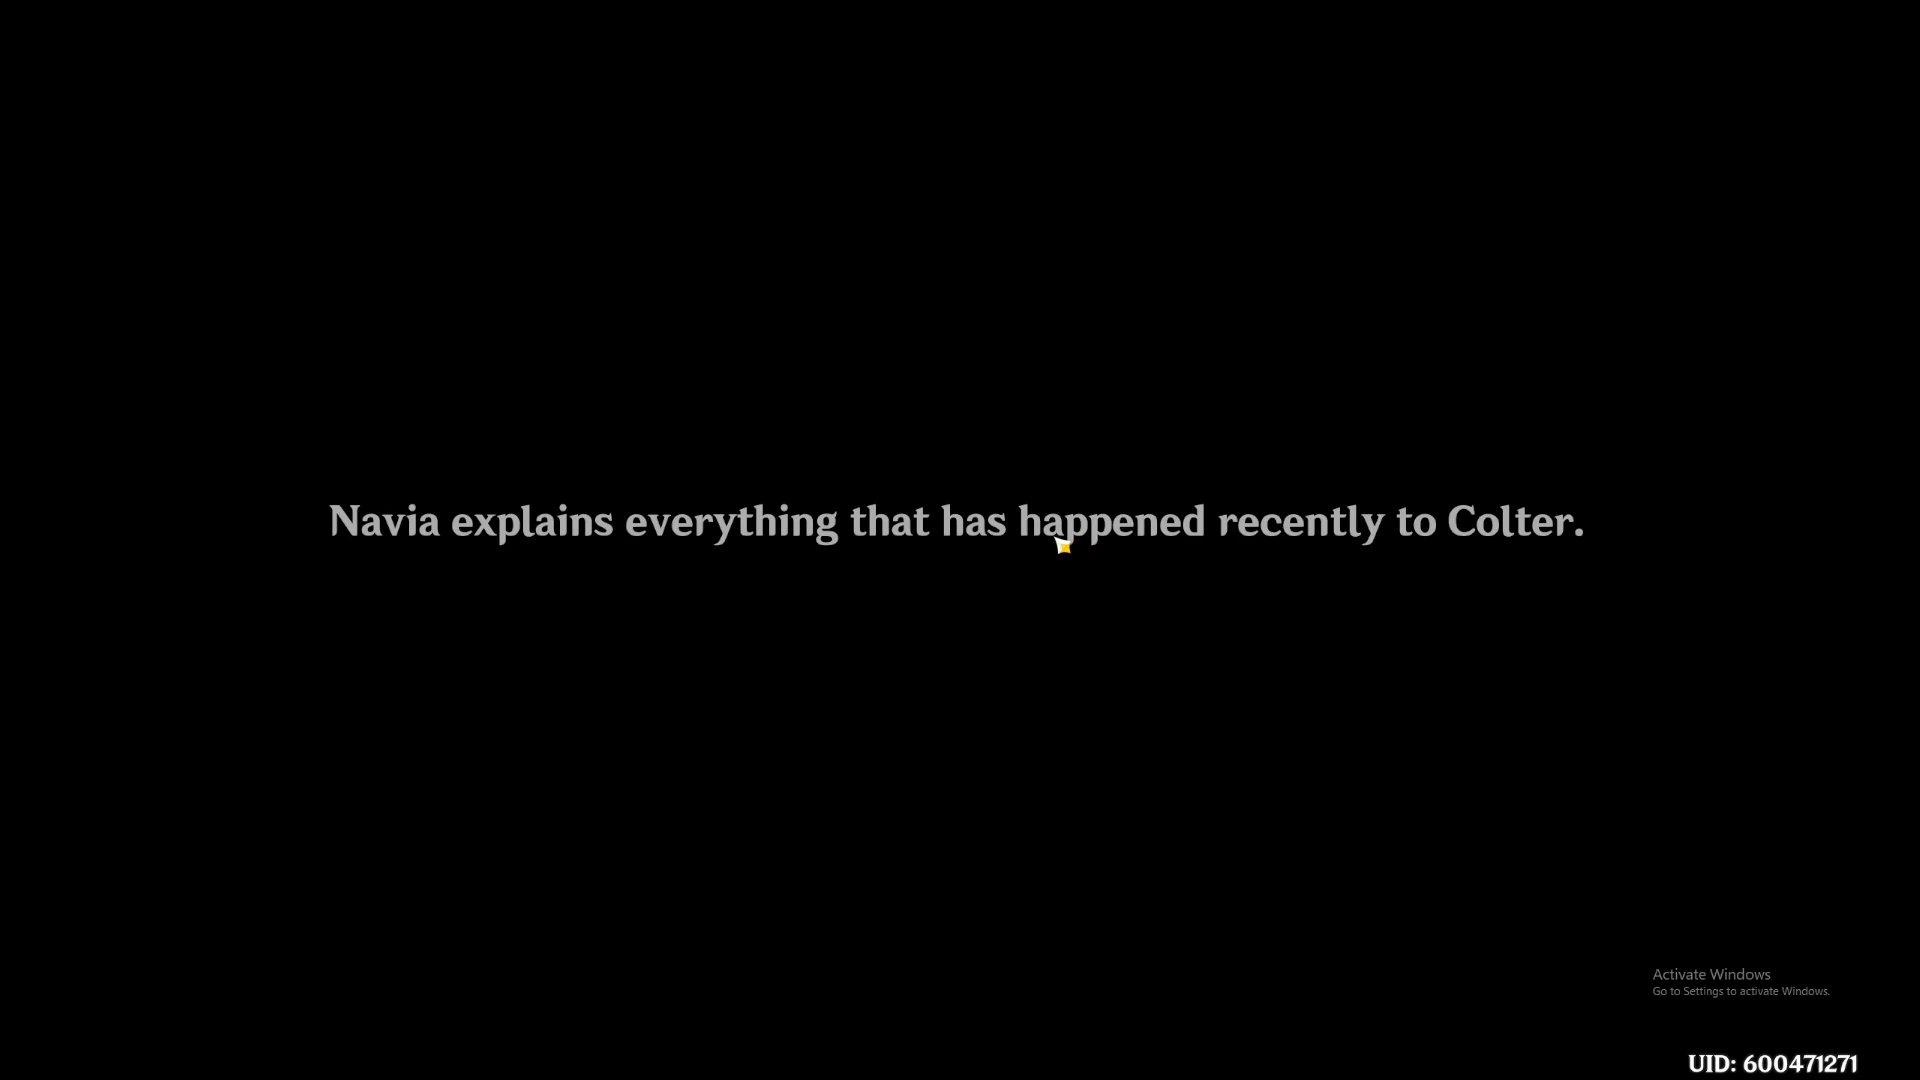 Navia explains everything that has happened recently to Colter.
Activate Windows
Go to Settings to activate Windows.
UID: 600471271